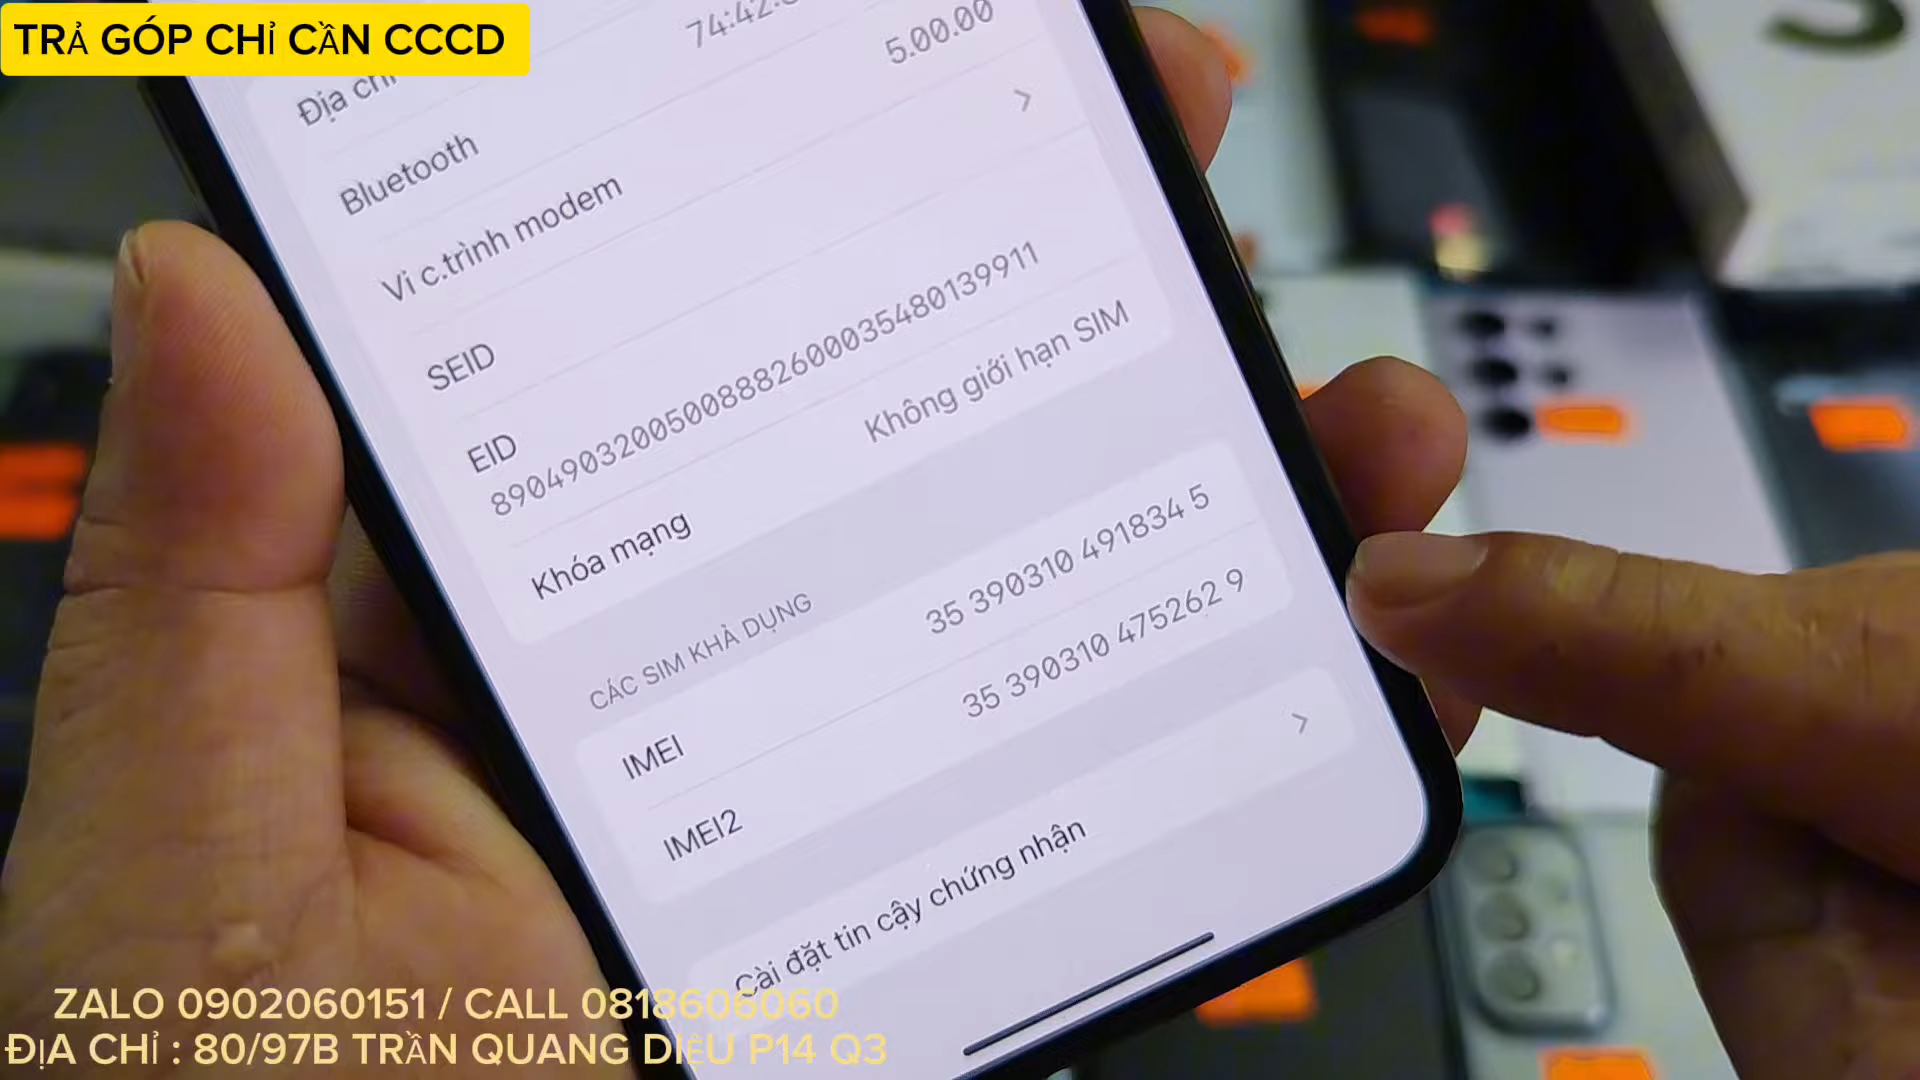 TRẢ GÓP CHỈ CẦN CCCD
Địa chỉ
74:42:
Bluetooth
Vi c.trình modem
5.00.00
SEID
EID
89049032005008882600035480139911
Khóa mạng
Không giới hạn SIM
CÁC SIM KHẢ DỤNG
IMEI
35 390310 491834 5
IMEI2
35 390310 475262 9
Cài đặt tin cậy chứng nhận
ZALO 0902060151 / CALL 0818606060
ĐỊA CHỈ : 80/97B TRẦN QUANG DIỆU P14 Q3